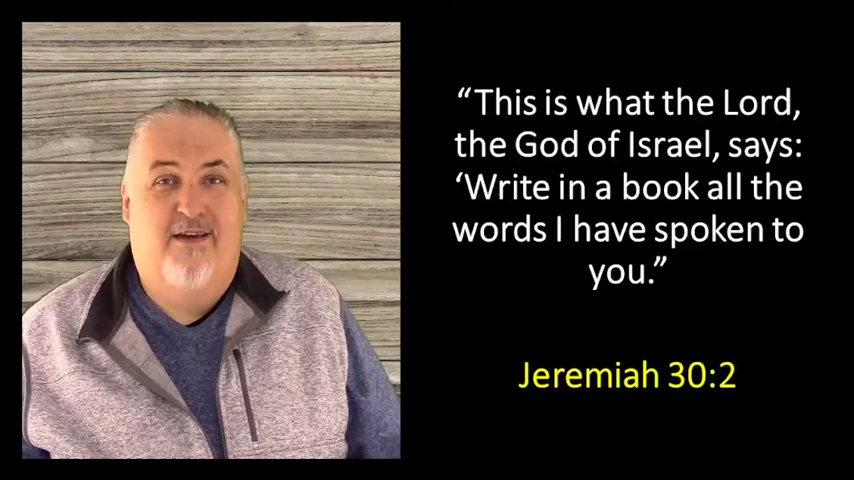 “This is what the Lord,
the God of Israel, says:
‘Write in a book all the
words I have spoken to
you.”
Jeremiah 30:2